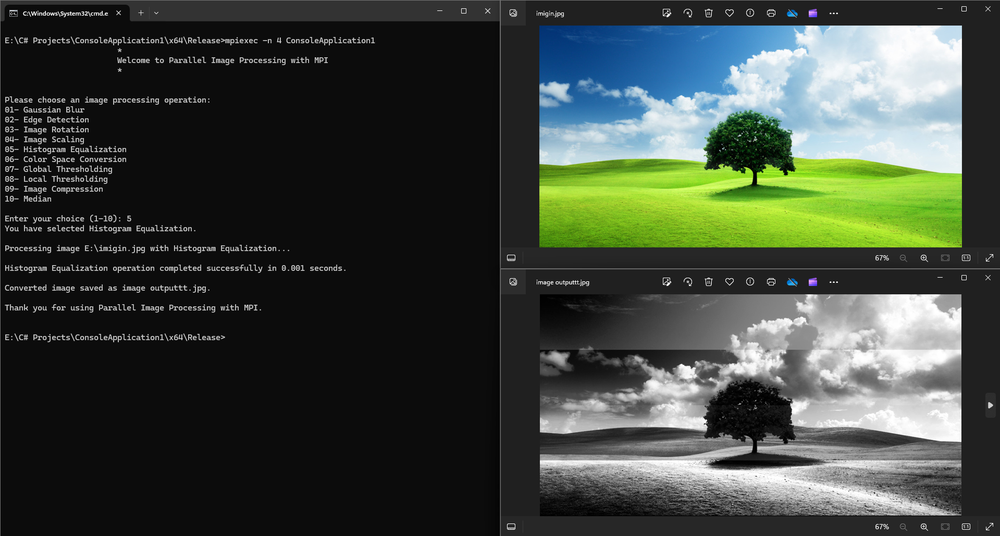 C:\Windows\System32\cmd.e
E:\C# Projects\ConsoleApplication1\x64\Release>mpiexec -n 4 ConsoleApplication1
*
Welcome to Parallel Image Processing with MPI
*
Please choose an image processing operation:
01- Gaussian Blur
02- Edge Detection
03- Image Rotation
04- Image Scaling
05- Histogram Equalization
06- Color Space Conversion
07- Global Thresholding
08- Local Thresholding
09- Image Compression
10- Median
Enter your choice (1-10): 5
You have selected Histogram Equalization.
Processing image E:\imigin.jpg with Histogram Equalization...
Histogram Equalization operation completed successfully in 0.001 seconds.
Converted image saved as image outputtt.jpg.
Thank you for using Parallel Image Processing with MPI.
E:\C# Projects\ConsoleApplication1\x64\Release>
imigin.jpg
67%
1:1
image outputtt.jpg
67%
1:1